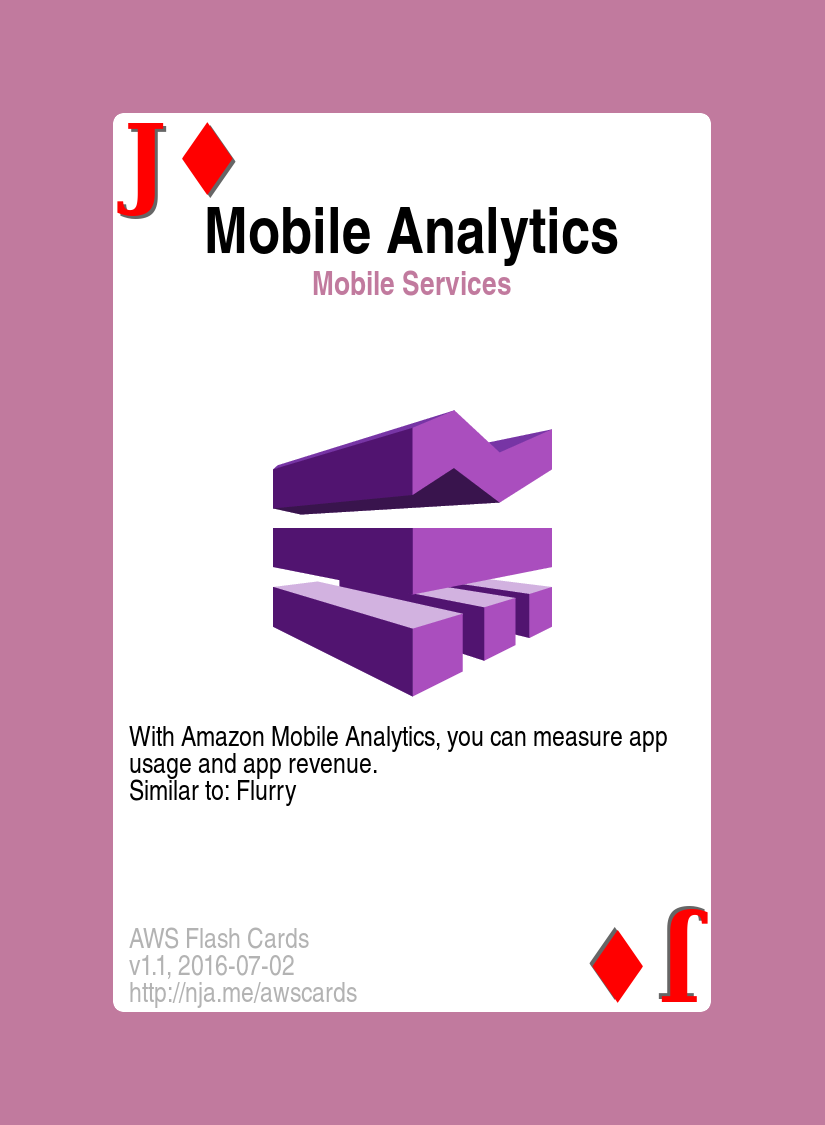 J♦
Mobile Analytics
Mobile Services
With Amazon Mobile Analytics, you can measure app
usage and app revenue.
Similar to: Flurry
AWS Flash Cards
v1.1, 2016-07-02
http://nja.me/awscards
J♦